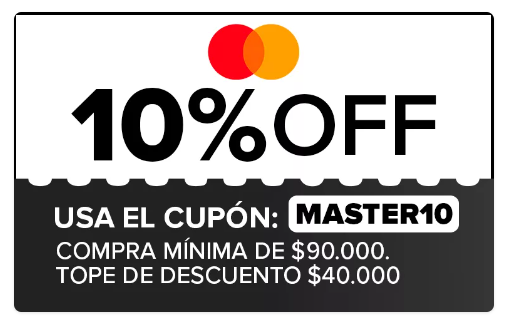 10%OFF
USA EL CUPÓN: MASTER10
COMPRA MÍNIMA DE $90.000.
TOPE DE DESCUENTO $40.000